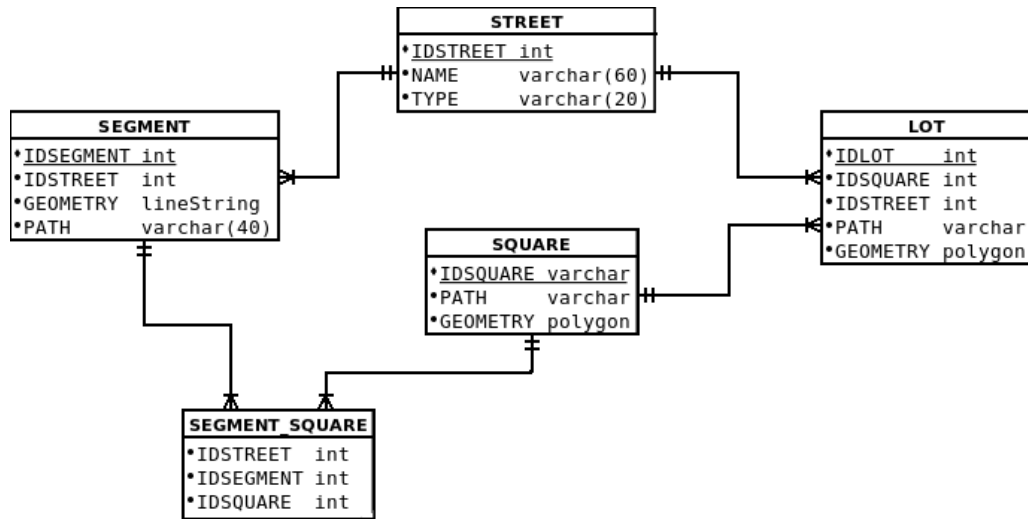 STREET
IDSTREET int
NAME varchar(60)
TYPE varchar(20)
SEGMENT
IDSEGMENT int
IDSTREET int
GEOMETRY lineString
PATH varchar(40)
LOT
IDLOT int
IDSQUARE int
IDSTREET int
PATH varchar
GEOMETRY polygon
SQUARE
IDSQUARE varchar
PATH varchar
GEOMETRY polygon
SEGMENT_SQUARE
IDSTREET int
IDSEGMENT int
IDSQUARE int